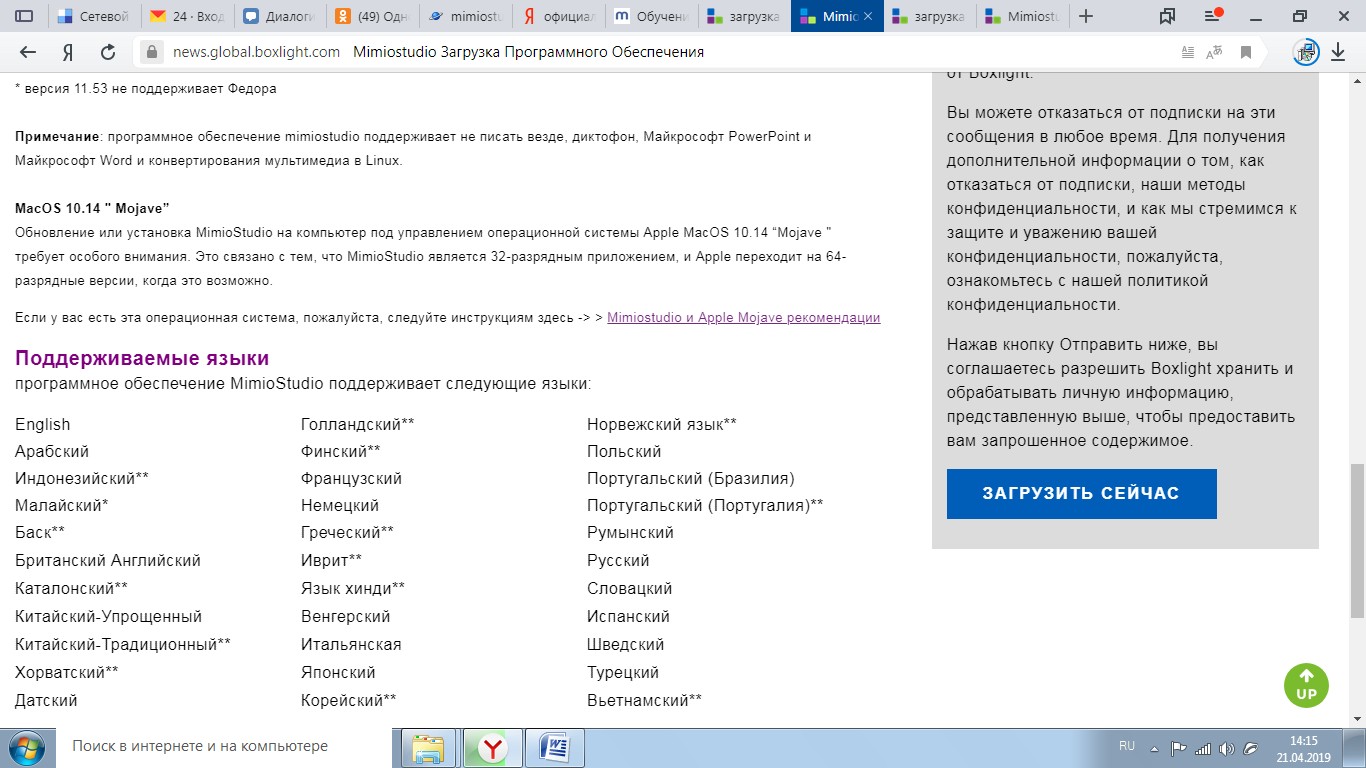 Сетевой
24 · Вход
Диалоги
(49) Одн
mimiostu
официал
Обучени
загрузка
Mimio
загрузка
Mimiostu
news.global.boxlight.com Mimiostudio Загрузка Программного Обеспечения
* версия 11.53 не поддерживает Федора
Примечание: программное обеспечение mimiostudio поддерживает не писать везде, диктофон, Майкрософт PowerPoint и
Майкрософт Word и конвертирования мультимедиа в Linux.
MacOS 10.14 " Mojave”
Обновление или установка MimioStudio на компьютер под управлением операционной системы Apple MacOS 10.14 “Mojave "
требует особого внимания. Это связано с тем, что MimioStudio является 32-разрядным приложением, и Apple переходит на 64-
разрядные версии, когда это возможно.
Если у вас есть эта операционная система, пожалуйста, следуйте инструкциям здесь -> > Mimiostudio и Apple Mojave рекомендации
Поддерживаемые языки
программное обеспечение MimioStudio поддерживает следующие языки:
English
Арабский
Индонезийский**
Малайский*
Баск**
Британский Английский
Каталонский**
Китайский-Упрощенный
Китайский-Традиционный**
Хорватский**
Датский
Голландский**
Финский**
Французский
Немецкий
Греческий**
Иврит**
Язык хинди**
Венгерский
Итальянская
Японский
Корейский**
Норвежский язык**
Польский
Португальский (Бразилия)
Португальский (Португалия)**
Румынский
Русский
Словацкий
Испанский
Шведский
Турецкий
Вьетнамский**
от Boxlight.
Вы можете отказаться от подписки на эти
сообщения в любое время. Для получения
дополнительной информации о том, как
отказаться от подписки, наши методы
конфиденциальности, и как мы стремимся к
защите и уважению вашей
конфиденциальности, пожалуйста,
ознакомьтесь с нашей политикой
конфиденциальности.
Нажав кнопку Отправить ниже, вы
соглашаетесь разрешить Boxlight хранить и
обрабатывать личную информацию,
представленную выше, чтобы предоставить
вам запрошенное содержимое.
ЗАГРУЗИТЬ СЕЙЧАС
UP
Поиск в интернете и на компьютере
RU
14:15
21.04.2019